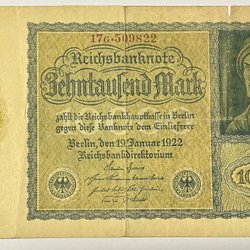 17G·509822
Reichsbanknote
Zehntausend Mark
zahlt die Reichsbankhauptkasse in Berlin
gegen diese Banknote dem Einlieferer
Berlin, den 19. Januar 1922
Reichsbankdirektorium
10